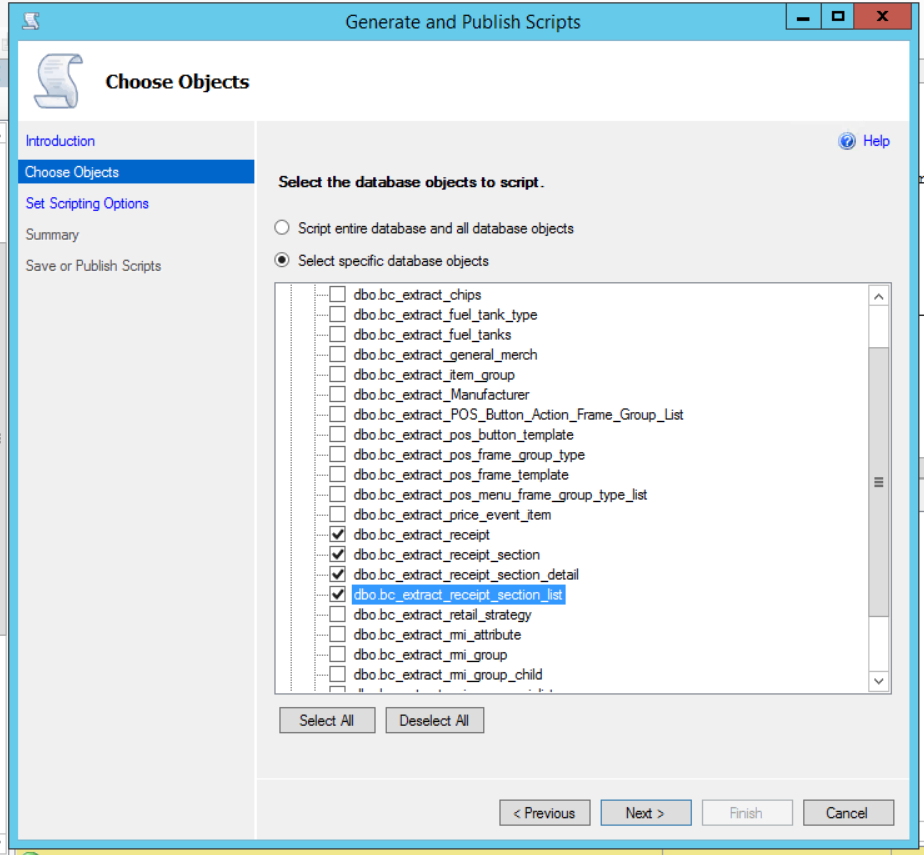 Generate and Publish Scripts
Choose Objects
Introduction
Help
Choose Objects
Select the database objects to script.
Set Scripting Options
Script entire database and all database objects
Summary
Select specific database objects
Save or Publish Scripts
dbo.bc_extract_chips
dbo.bc_extract_fuel_tank_type
dbo.bc_extract_fuel_tanks
dbo.bc_extract_general_merch
dbo.bc_extract_item_group
dbo.bc_extract_Manufacturer
dbo.bc_extract_POS_Button_Action_Frame_Group_List
dbo.bc_extract_pos_button_template
dbo.bc_extract_pos_frame_group_type
dbo.bc_extract_pos_frame_template
dbo.bc_extract_pos_menu_frame_group_type_list
dbo.bc_extract_price_event_item
dbo.bc_extract_receipt
dbo.bc_extract_receipt_section
dbo.bc_extract_receipt_section_detail
dbo.bc_extract_receipt_section_list
dbo.bc_extract_retail_strategy
dbo.bc_extract_rmi_attribute
dbo.bc_extract_rmi_group
dbo.bc_extract_rmi_group_child
Select All Deselect All
< Previous Next > Finish Cancel